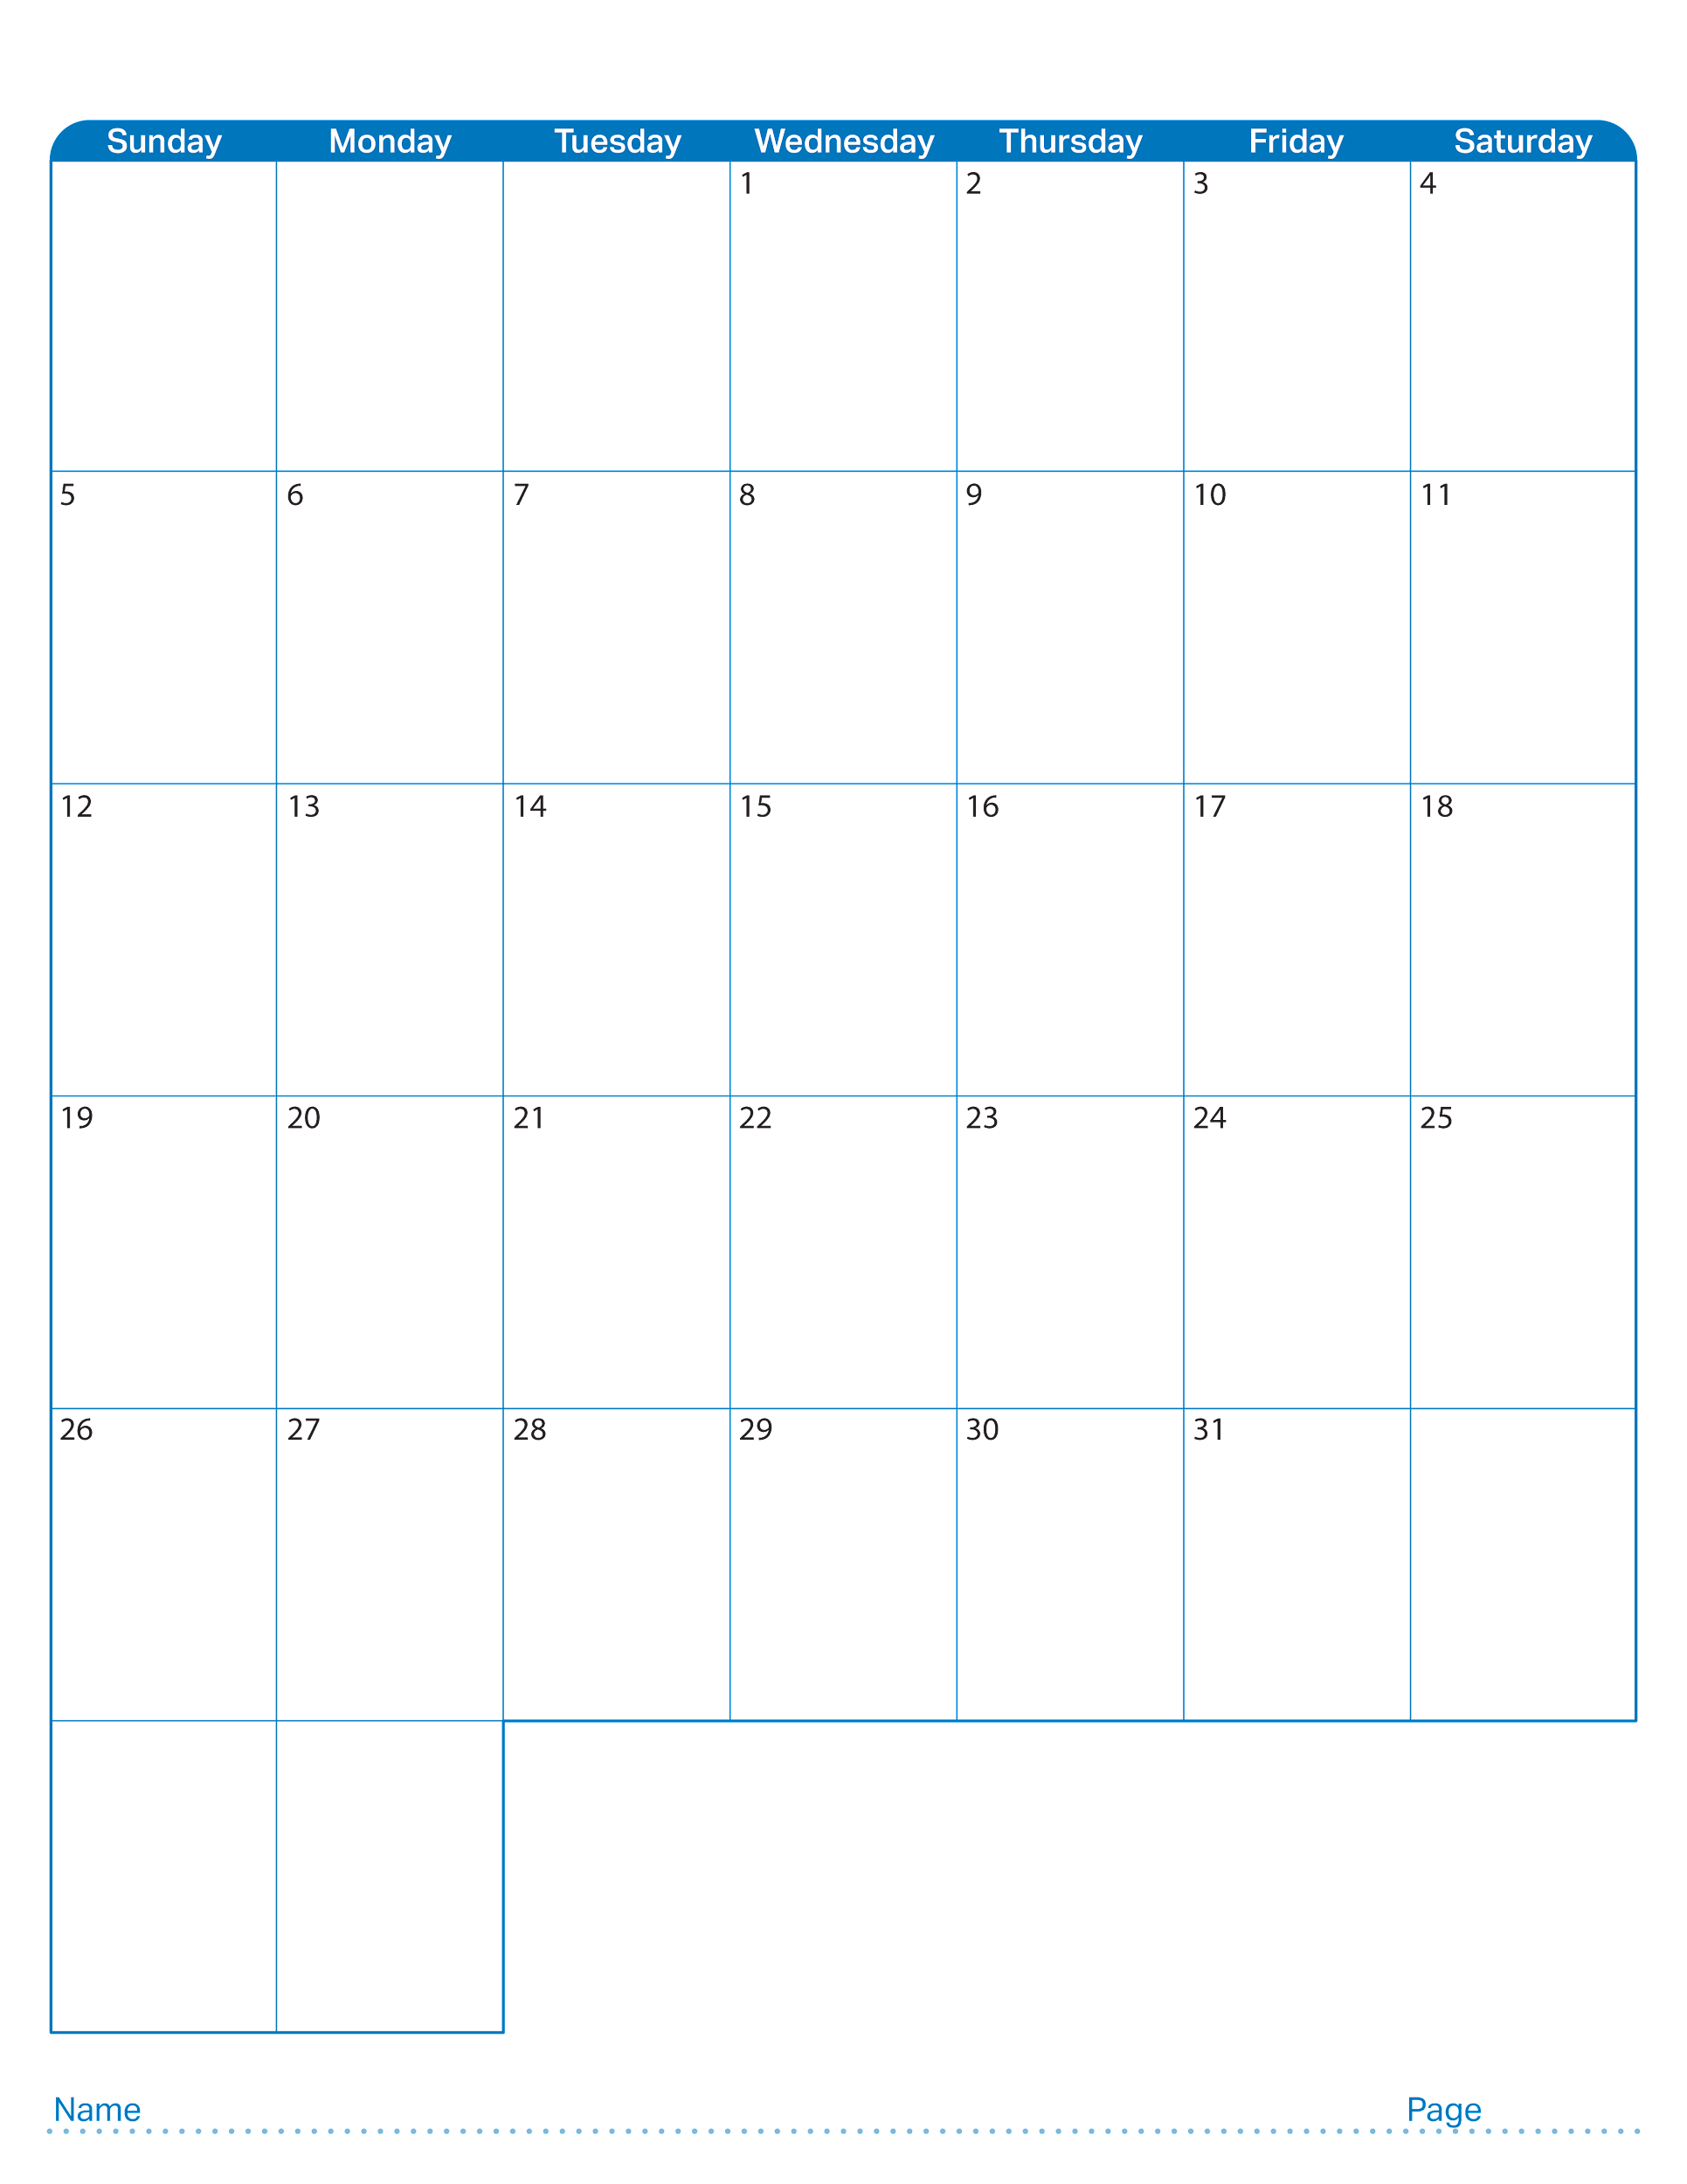 Sunday Monday Tuesday Wednesday Thursday Friday Saturday
1 2 3 4
5 6 7 8 9 10 11
12 13 14 15 16 17 18
19 20 21 22 23 24 25
26 27 28 29 30 31
Name Page